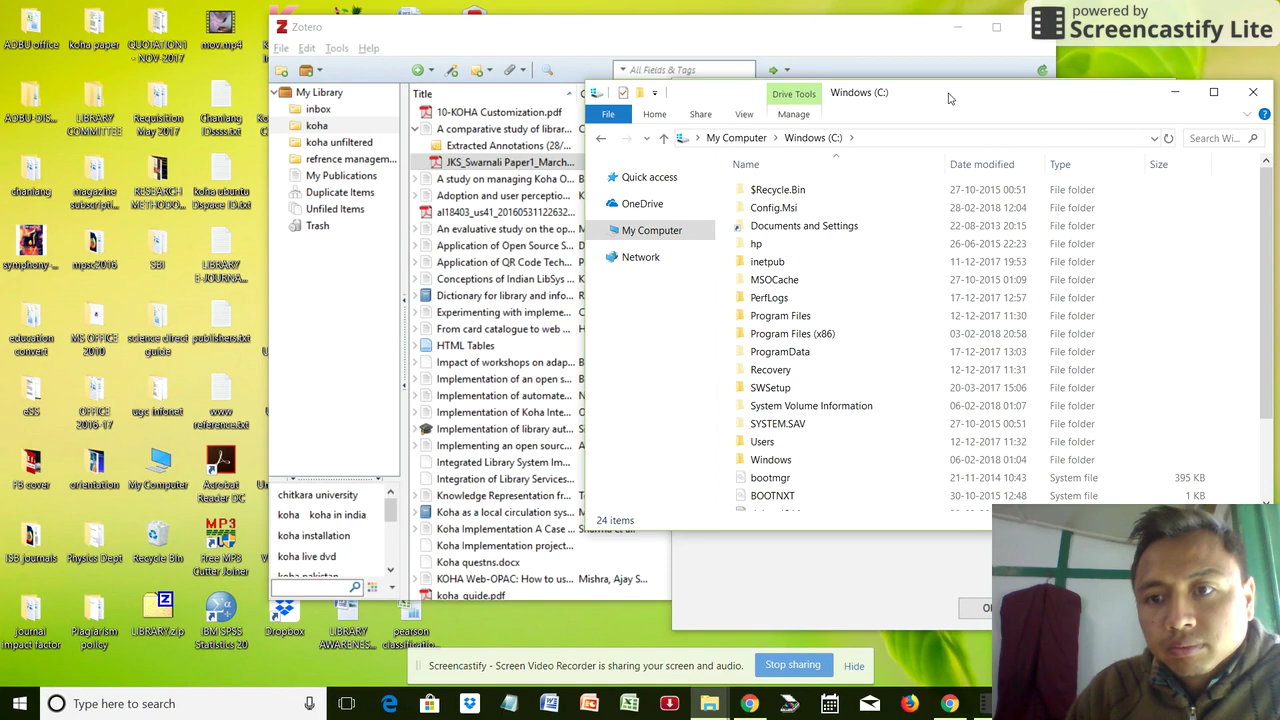 powered by
Screencastify Lite
Zotero
File Edit Tools Help
All Fields & Tags
My Library
inbox
koha
koha unfiltered
refrence managem...
My Publications
Duplicate Items
Unfiled Items
Trash
chitkara university
koha koha in india
koha installation
koha live dvd
koha pakistan
Title
10-KOHA Customization.pdf
A comparative study of librar...
Extracted Annotations (28/...
JKS_Swarnali Paper1_March...
A study on managing Koha O...
Adoption and user perceptio...
al18403_us41_20160531122632...
An evaluative study on the op...
Application of Open Source S...
Application of QR Code Tech...
Conceptions of Indian LibSys ...
Dictionary for library and info...
Experimenting with impleme...
From card catalogue to web ...
HTML Tables
Impact of workshops on adap...
Implementation of an open s...
Implementation of automate...
Implementation of Koha Inte...
Implementation of library aut...
Implementing an open sourc...
Integrated Library System Im...
Integration of Library Services...
Knowledge Representation fr...
Koha as a local circulation sy...
Koha Implementation A Case ...
Koha Implementation project...
Koha questns.docx
KOHA Web-OPAC: How to us... Mishra, Ajay S...
koha_guide.pdf
Drive Tools
Windows (C:)
File Home Share View Manage
My Computer Windows (C:)
Search Wi...
Quick access
OneDrive
My Computer
Network
Name Date modified Type Size
$Recycle.Bin 27-10-2015 00:51 File folder
Config.Msi 28-02-2018 12:04 File folder
Documents and Settings 22-08-2013 20:15 File folder
hp 26-06-2015 22:23 File folder
inetpub 11-12-2017 19:53 File folder
MSOCache 27-10-2015 01:09 File folder
PerfLogs 17-12-2017 12:57 File folder
Program Files 12-12-2017 11:30 File folder
Program Files (x86) 03-02-2018 20:58 File folder
ProgramData 17-12-2017 13:03 File folder
Recovery 12-12-2017 11:31 File folder
SWSetup 20-03-2017 15:06 File folder
System Volume Information 06-02-2018 01:07 File folder
SYSTEM.SAV 27-10-2015 00:51 File folder
Users 12-12-2017 11:32 File folder
Windows 06-02-2018 01:04 File folder
bootmgr 21-11-2014 10:43 System file 395 KB
BOOTNXT 30-10-2015 12:48 System file 1 KB
24 items
ADBU office
koha paper
QUOTATION1 -NOV-2017
mov.mp4
ADBU-DIS...
LIBRARY COMMITTEE
Requisition May 2017
Chanlang DSssss.txt
chanlang
magazine subscripti...
RESEARCH METHODO...
koha ubuntu Dspace ID.txt
symphony-...
mpsc2016
SBI
LIBRARY E-JOURNA...
education convert
MS OFFICE 2010
science direct guide
publishers.txt
eSS
OFFICE 2016-17
ugc infonet
www reference.txt
FB cover
orientation
My Computer
Acrobat Reader DC
ISB journals
Physics Dept
Recycle Bin
MP3
Free MP3 Cutter Joiner
journal impact factor
Plagiarism policy
LIBRARY.zip
IBM SPSS Statistics 20
Dropbox
LIBRARY AWARENES...
pearson classificatio...
Screencastify - Screen Video Recorder is sharing your screen and audio.
Stop sharing
Hide
Type here to search